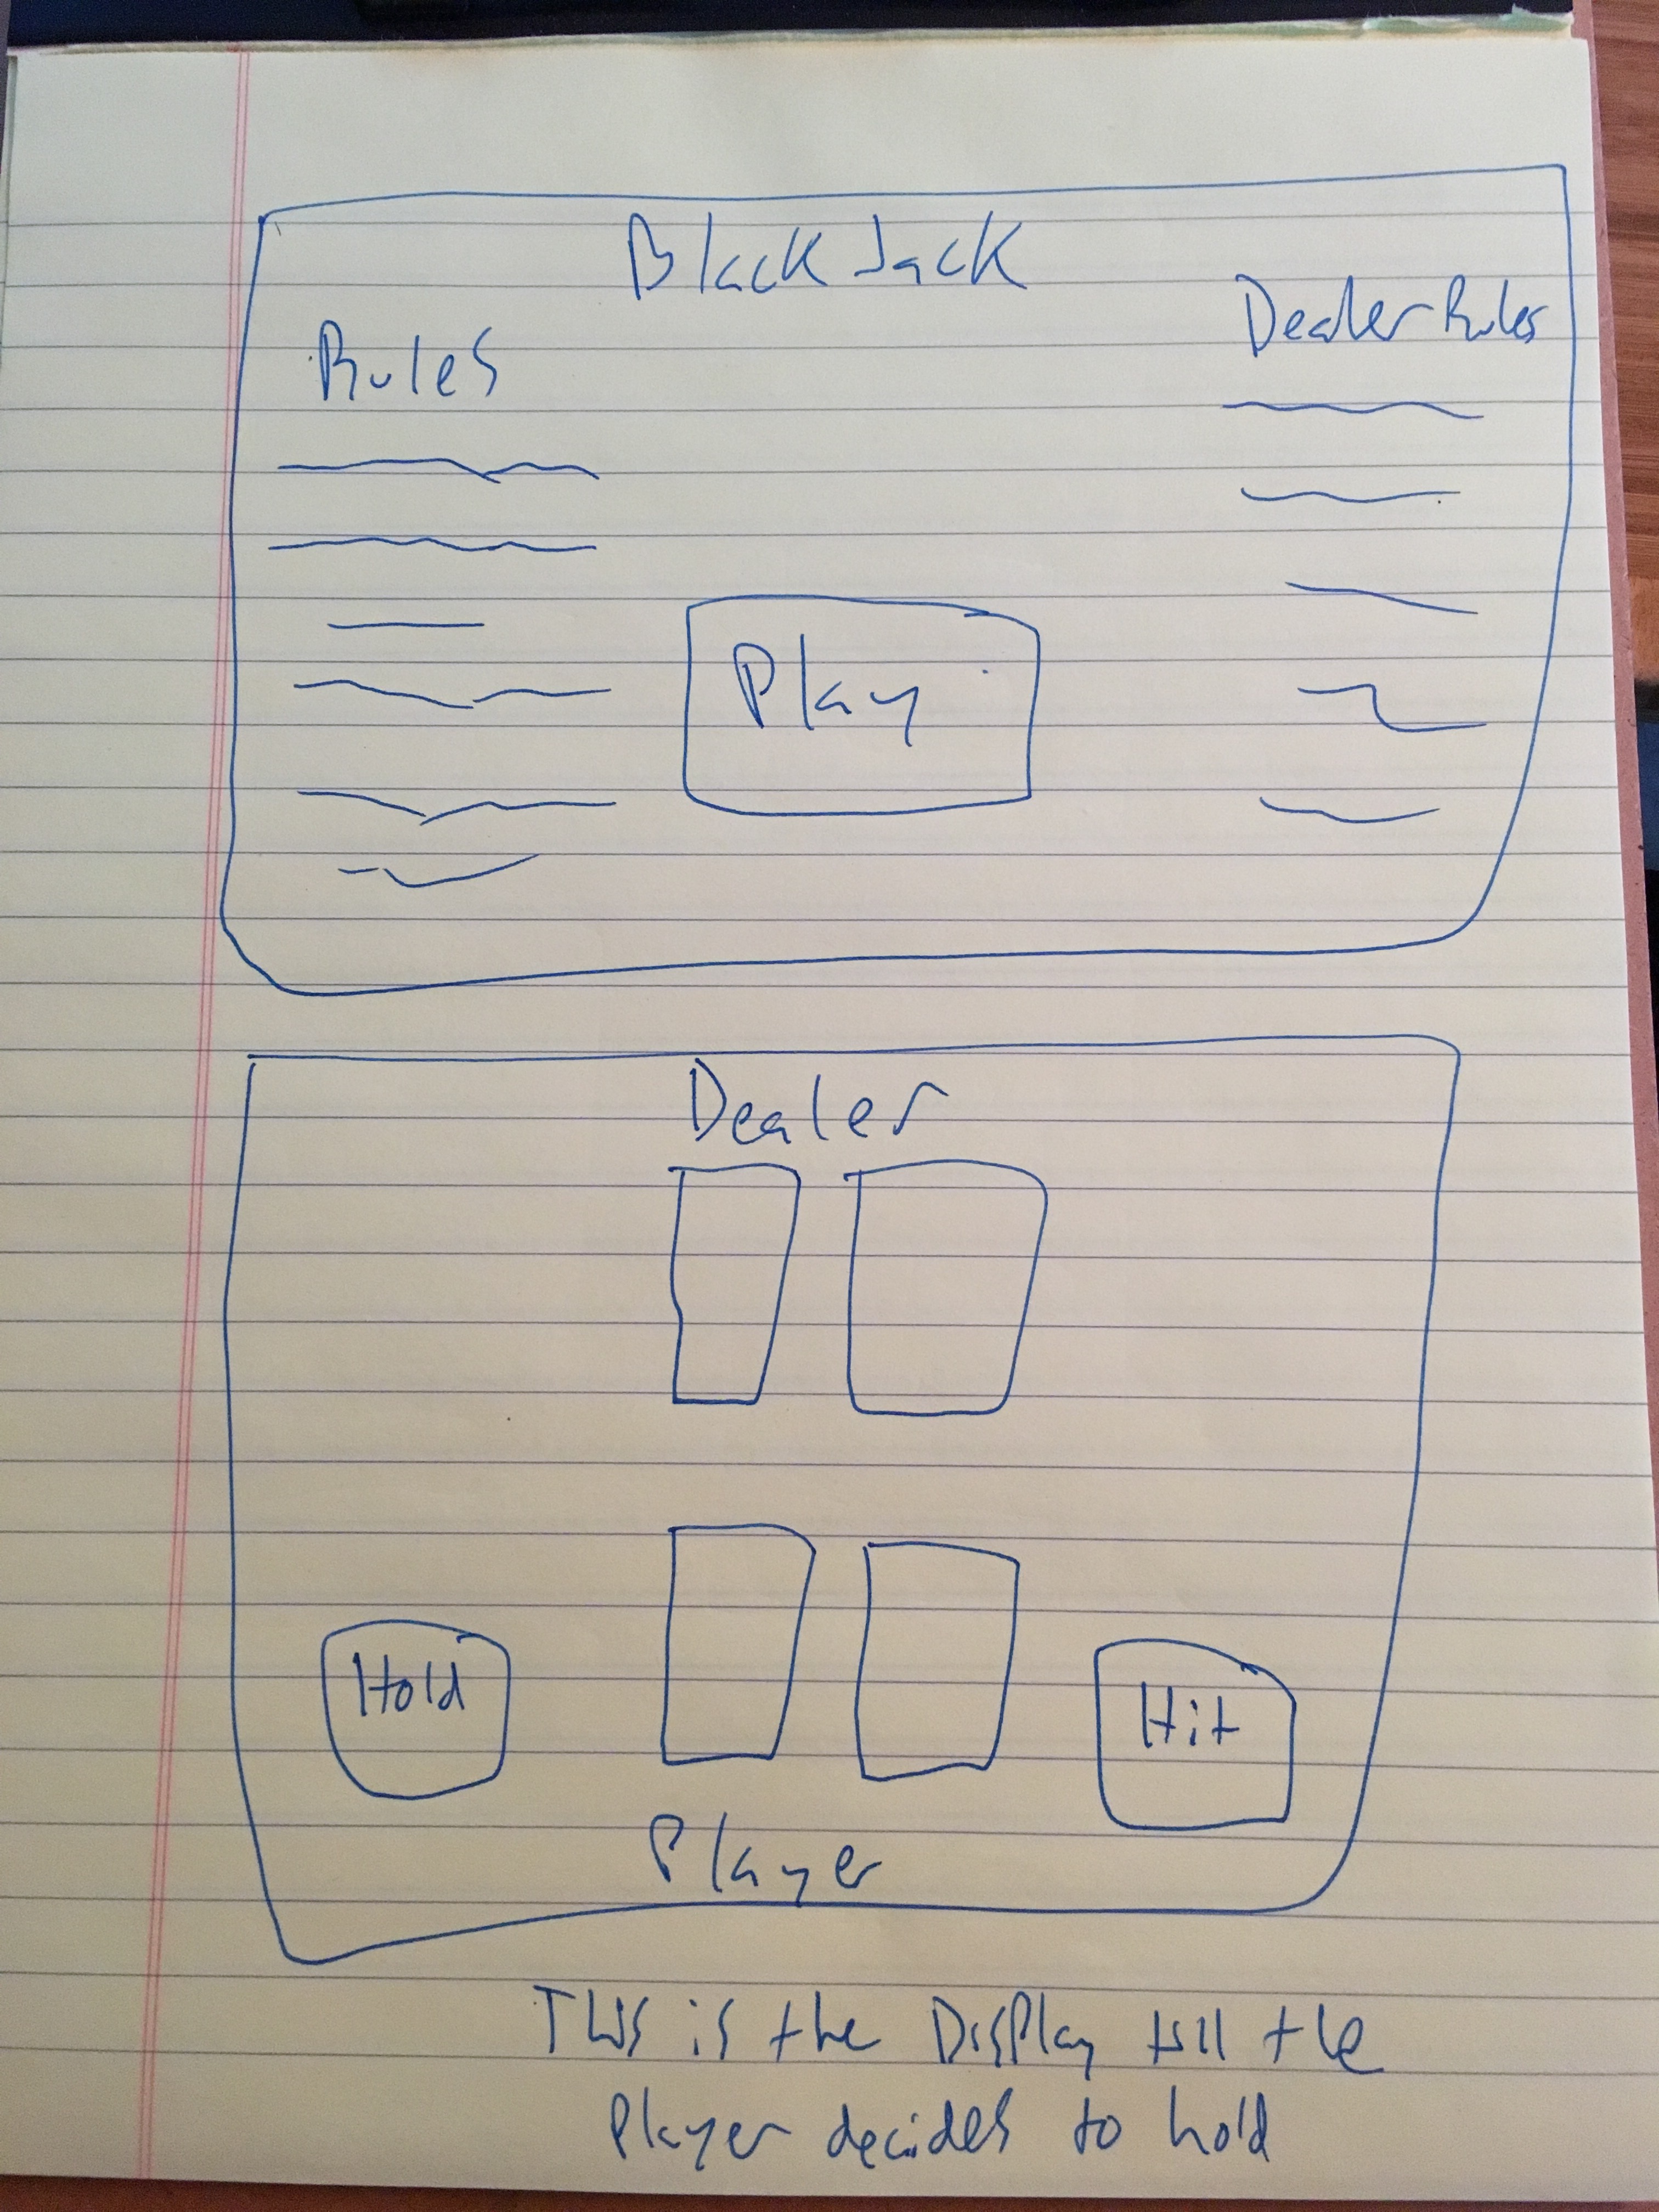 Black Jack
Rules
Dealer Rules
Play
Dealer
Hold
Hit
Player
This is the Display till the
Player decides to hold